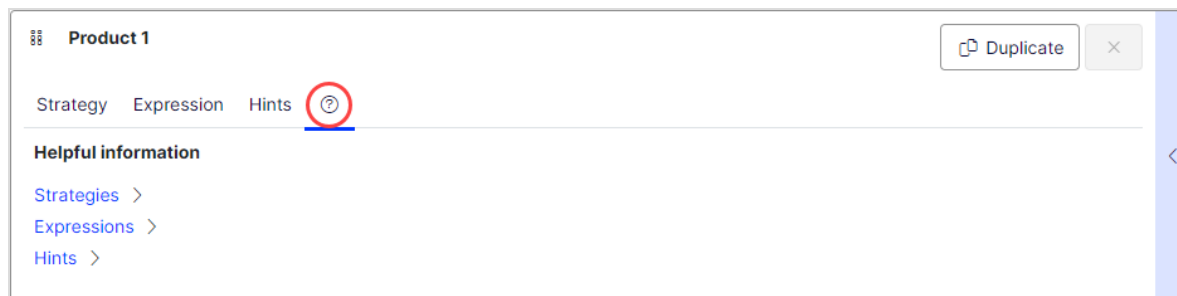 Product 1
Duplicate
Strategy Expression Hints ?
Helpful information
Strategies >
Expressions >
Hints >